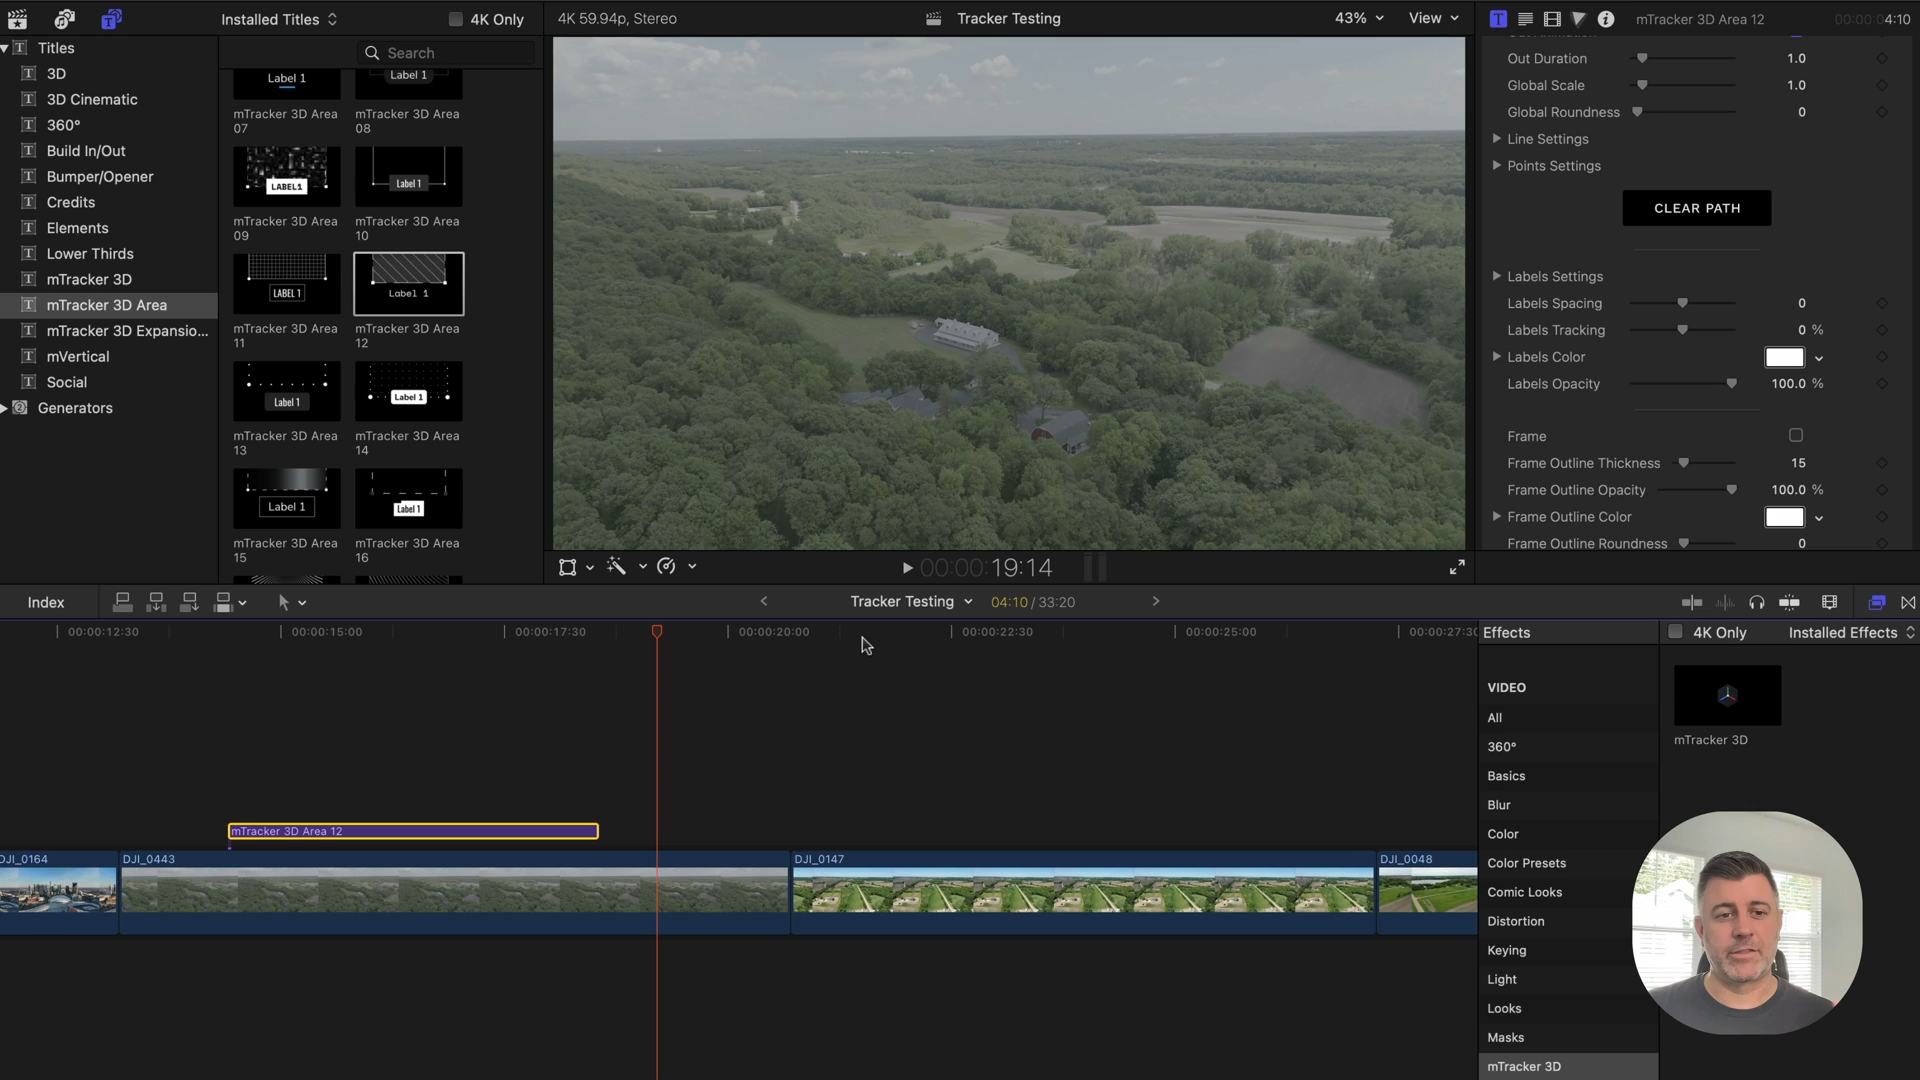 Installed Titles
4K Only
4K 59.94p, Stereo
Tracker Testing
43%
View
mTracker 3D Area 12
00:00:04:10
Titles
3D
3D Cinematic
360°
Build In/Out
Bumper/Opener
Credits
Elements
Lower Thirds
mTracker 3D
mTracker 3D Area
mTracker 3D Expansio...
mVertical
Social
Generators
Search
Label 1
Label 1
mTracker 3D Area
07
mTracker 3D Area
08
LABEL1
Label 1
mTracker 3D Area
09
mTracker 3D Area
10
LABEL 1
Label 1
mTracker 3D Area
11
mTracker 3D Area
12
Label 1
Label 1
mTracker 3D Area
13
mTracker 3D Area
14
Label 1
Label 1
mTracker 3D Area
15
mTracker 3D Area
16
Out Duration
1.0
Global Scale
1.0
Global Roundness
0
Line Settings
Points Settings
CLEAR PATH
Labels Settings
Labels Spacing
0
Labels Tracking
0 %
Labels Color
Labels Opacity
100.0 %
Frame
Frame Outline Thickness
15
Frame Outline Opacity
100.0 %
Frame Outline Color
Frame Outline Roundness
0
00:00:19:14
Index
Tracker Testing
04:10 / 33:20
00:00:12:30
00:00:15:00
00:00:17:30
00:00:20:00
00:00:22:30
00:00:25:00
00:00:27:30
mTracker 3D Area 12
DJI_0164
DJI_0443
DJI_0147
DJI_0048
Effects
4K Only
Installed Effects
VIDEO
All
360°
Basics
Blur
Color
Color Presets
Comic Looks
Distortion
Keying
Light
Looks
Masks
mTracker 3D
mTracker 3D